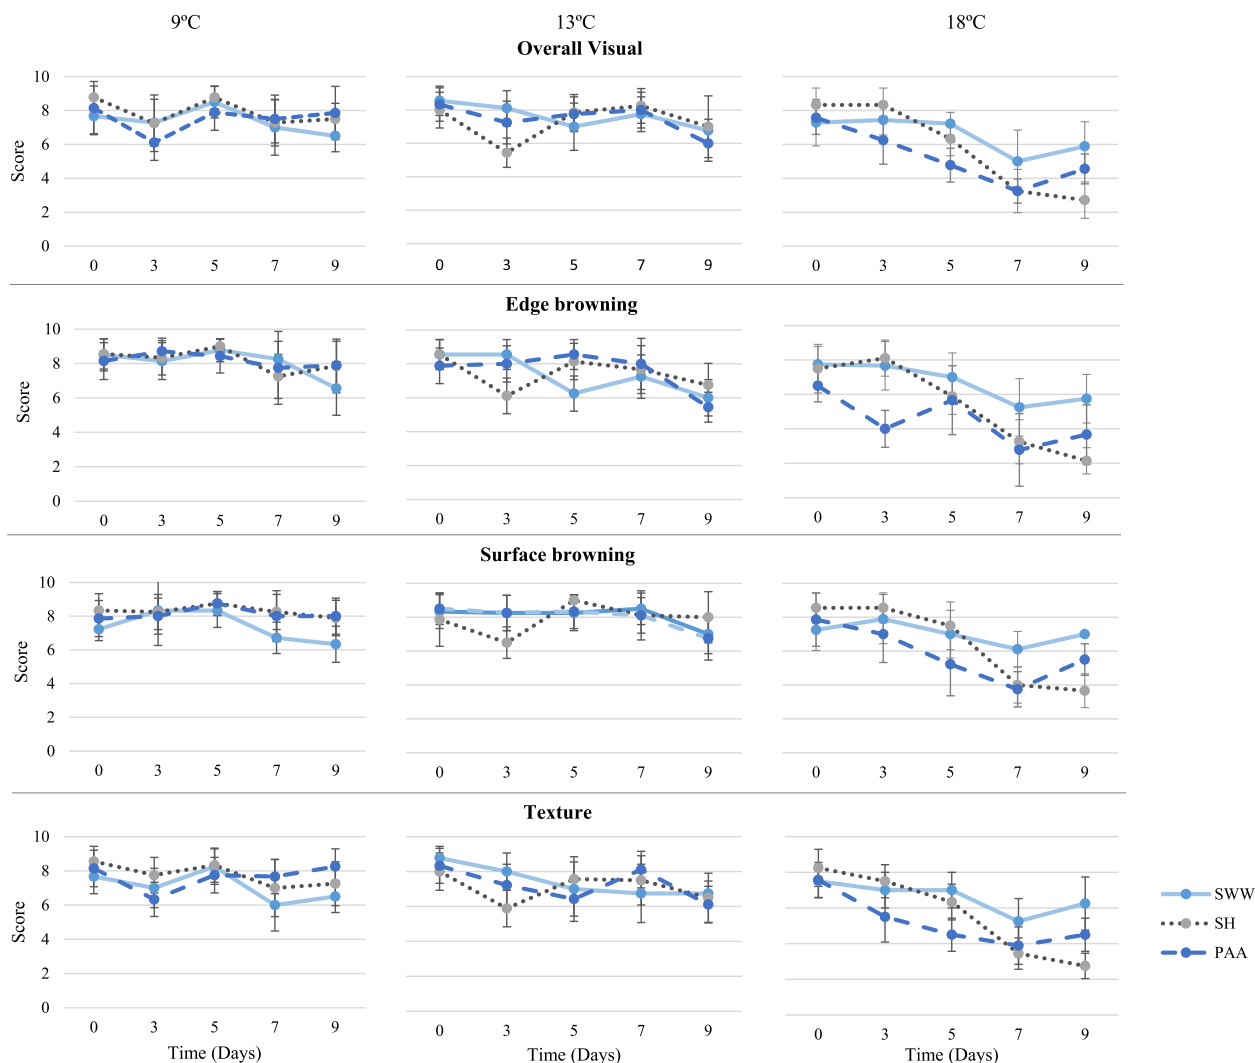 9ºC 13ºC 18ºC
Overall Visual
10
8
6
4
2
0
Score
0 3 5 7 9 0 3 5 7 9 0 3 5 7 9
Edge browning
10
8
6
4
2
0
Score
0 3 5 7 9 0 3 5 7 9 0 3 5 7 9
Surface browning
10
8
6
4
2
0
Score
0 3 5 7 9 0 3 5 7 9 0 3 5 7 9
Texture
10
8
6
4
2
0
Score
0 3 5 7 9 0 3 5 7 9 0 3 5 7 9
Time (Days) Time (Days) Time (Days)
SWW
SH
PAA